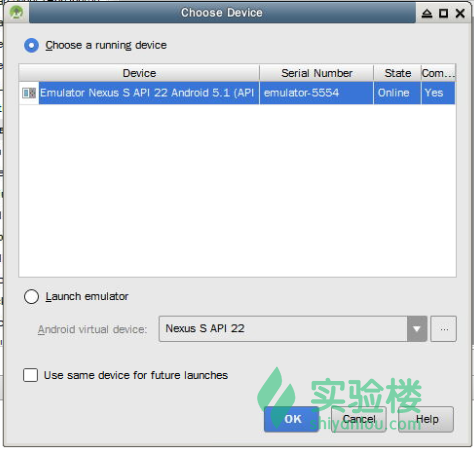 Choose Device
Choose a running device
Device Serial Number State Com...
Emulator Nexus S API 22 Android 5.1 (API emulator-5554 Online Yes
Launch emulator
Android virtual device: Nexus S API 22 ...
Use same device for future launches
实验楼
OK Cancel Help
shiyanlou.com